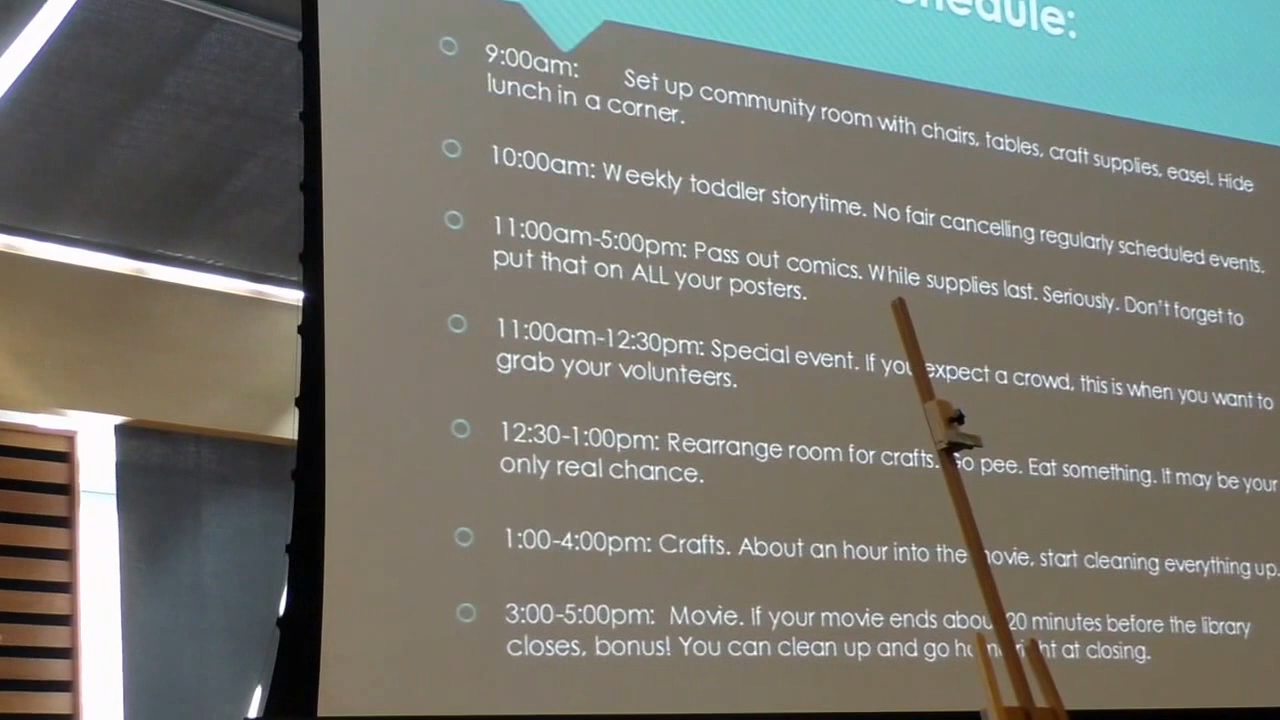 9:00am: Set up community room with chairs, tables, craft supplies, easel. Hide
lunch in a corner.
10:00am: Weekly toddler storytime. No fair cancelling regularly scheduled events.
11:00am-5:00pm: Pass out comics. While supplies last. Seriously. Don't forget to
put that on ALL your posters.
11:00am-12:30pm: Special event. If you expect a crowd, this is when you want to
grab your volunteers.
12:30-1:00pm: Rearrange room for crafts. Go pee. Eat something. It may be your
only real chance.
1:00-4:00pm: Crafts. About an hour into the movie, start cleaning everything up.
3:00-5:00pm: Movie. If your movie ends about 20 minutes before the library
closes, bonus! You can clean up and go home right at closing.